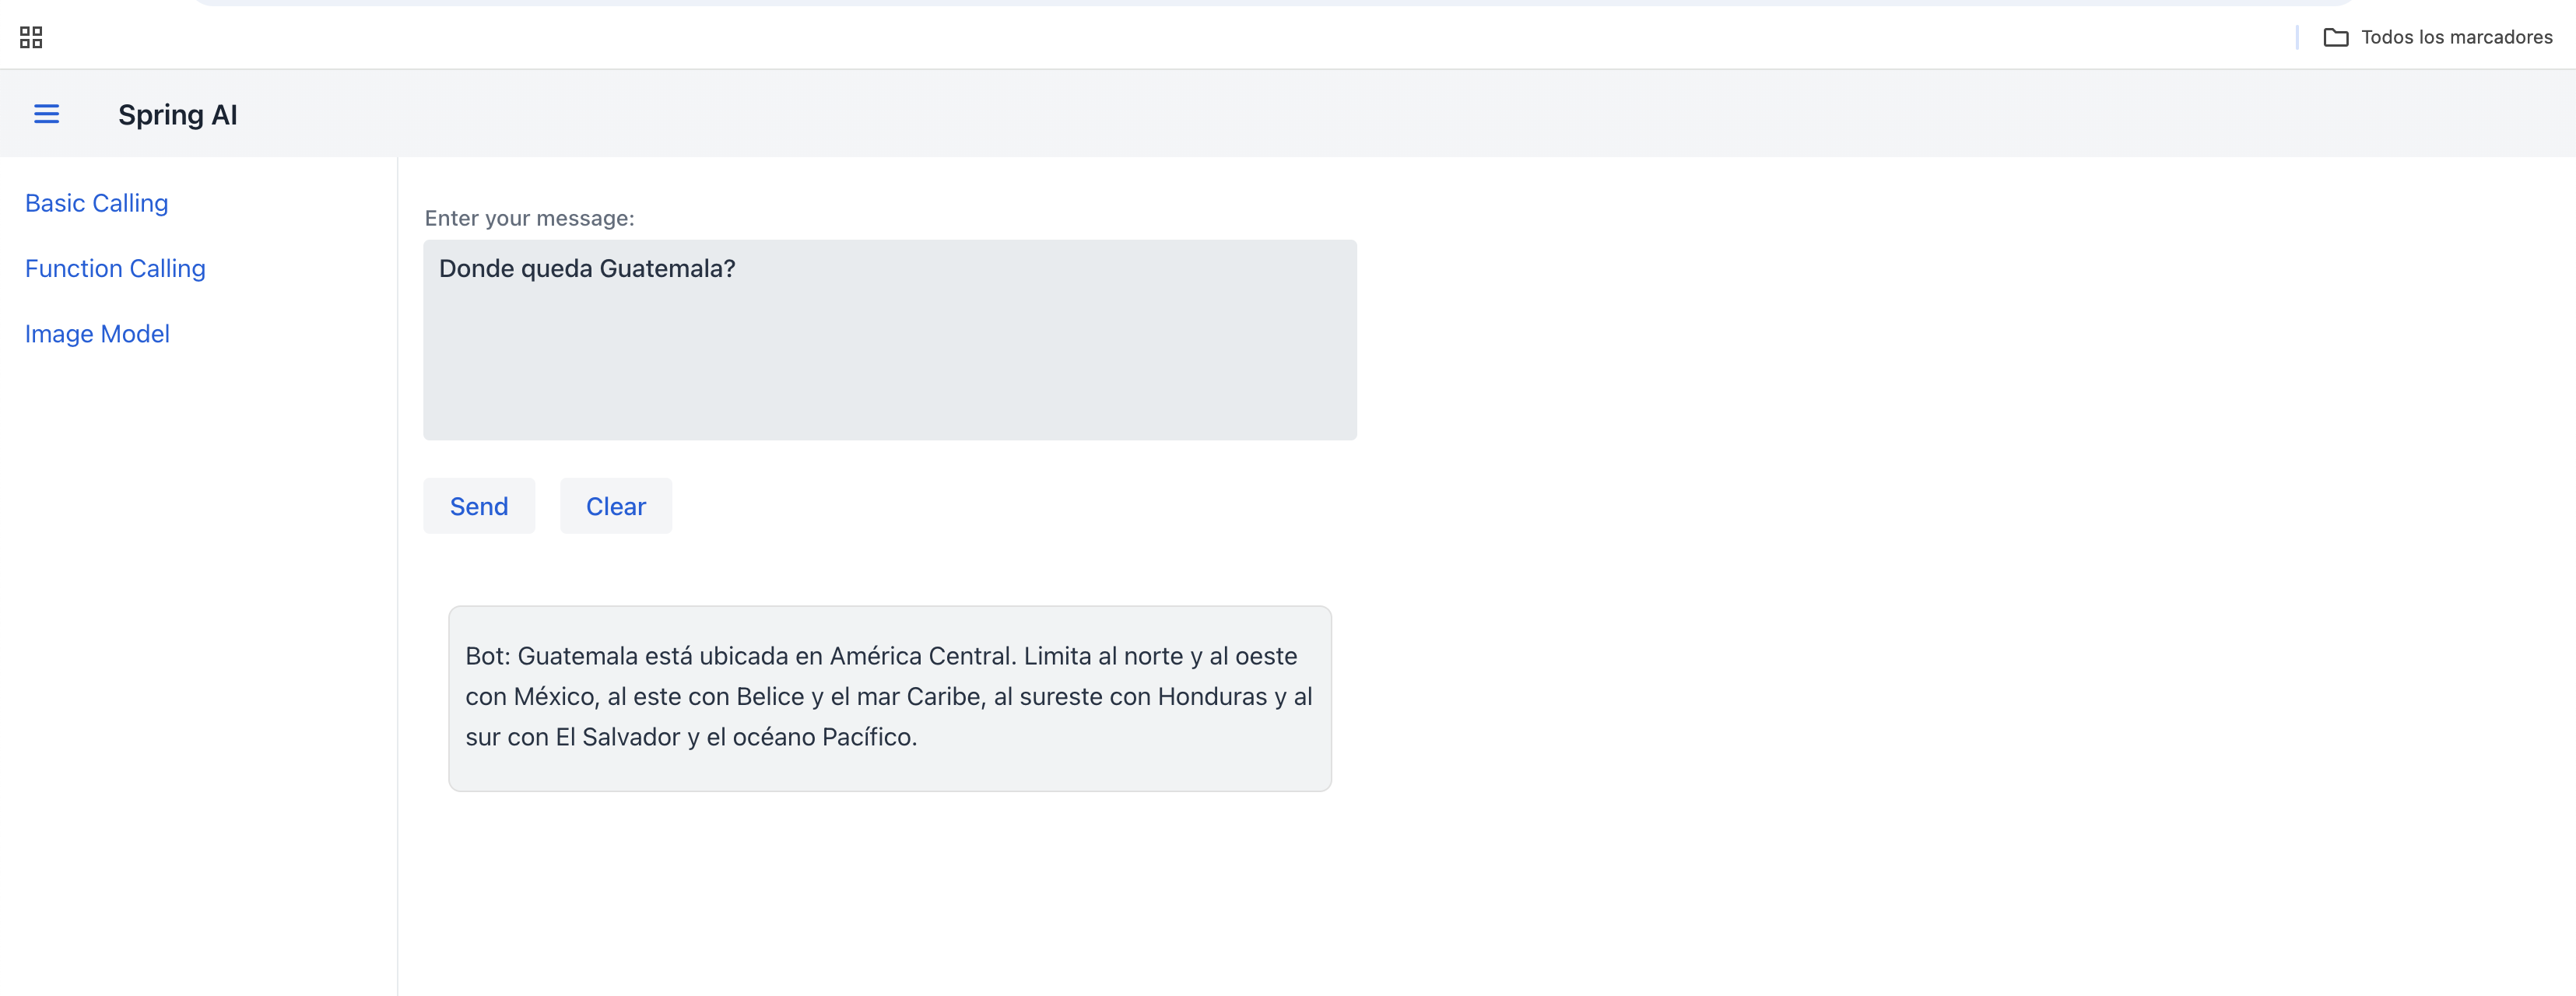 Todos los marcadores
Spring AI
Basic Calling
Function Calling
Image Model
Enter your message:
Donde queda Guatemala?
Send
Clear
Bot: Guatemala está ubicada en América Central. Limita al norte y al oeste
con México, al este con Belice y el mar Caribe, al sureste con Honduras y al
sur con El Salvador y el océano Pacífico.